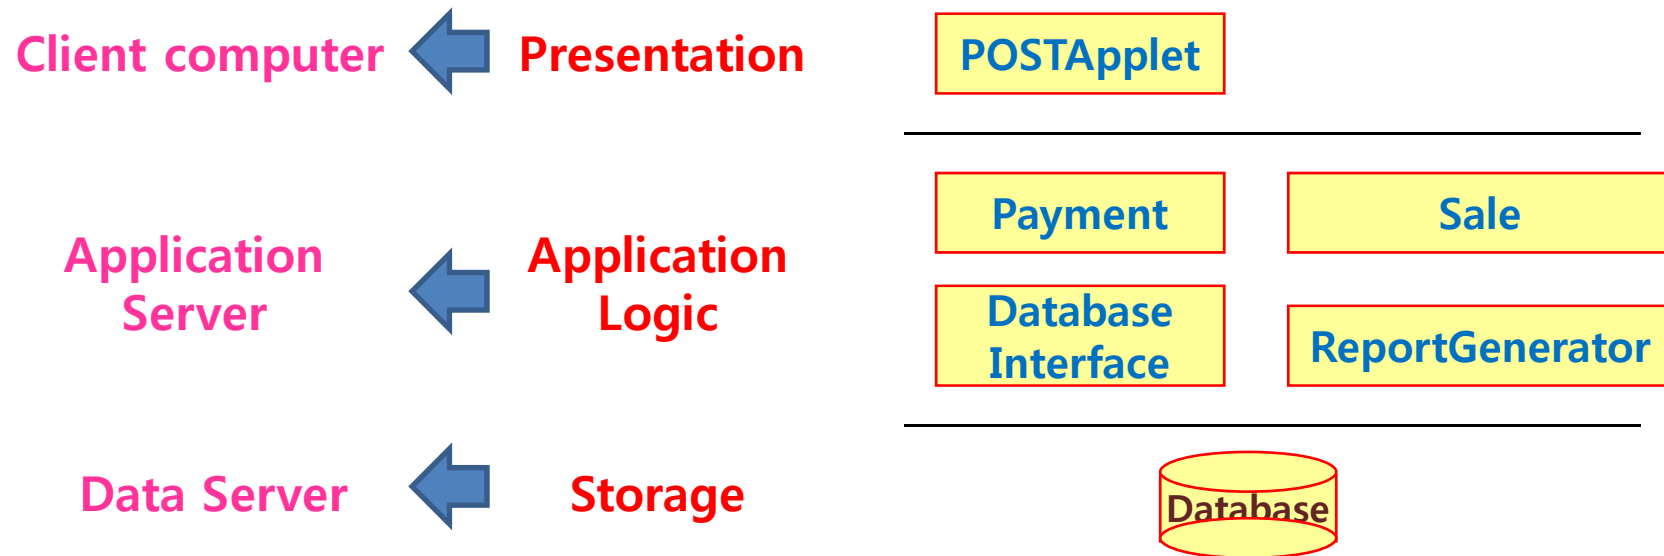 Client computer
Presentation
POSTApplet
Payment
Sale
Application
Server
Application
Logic
Database
Interface
ReportGenerator
Data Server
Storage
Database